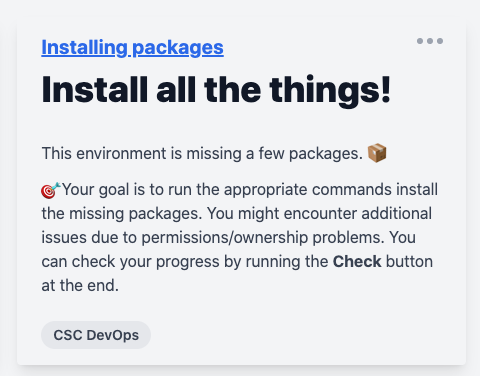 Installing packages
Install all the things!
This environment is missing a few packages. 📦
🎯Your goal is to run the appropriate commands install
the missing packages. You might encounter additional
issues due to permissions/ownership problems. You
can check your progress by running the Check button
at the end.
CSC DevOps